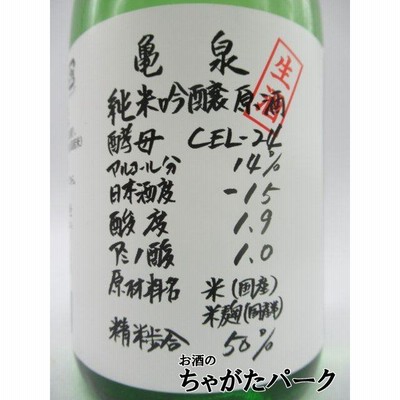 亀泉
生酒
純米吟醸原酒
酵母 CEL-24
アルコール分 14%
日本酒度 -15
酸度 1.9
アミノ酸 1.0
原材料名 米(国産)
米麹(国産米)
精米歩合 50%
お酒の
ちゃがたパーク